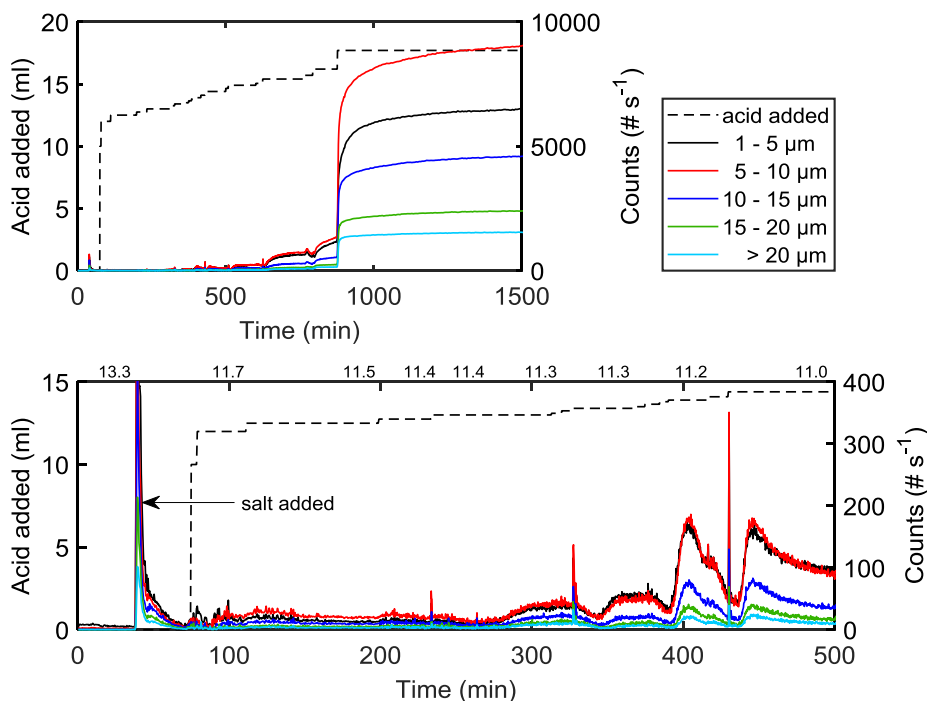 20
15
10
5
0
Acid added (ml)
10000
5000
0
Counts (# s⁻¹)
0 500 1000 1500
Time (min)
acid added
1 - 5 µm
5 - 10 µm
10 - 15 µm
15 - 20 µm
> 20 µm
13.3 11.7 11.5 11.4 11.4 11.3 11.3 11.2 11.0
15
10
5
0
Acid added (ml)
salt added
400
300
200
100
0
Counts (# s⁻¹)
0 100 200 300 400 500
Time (min)